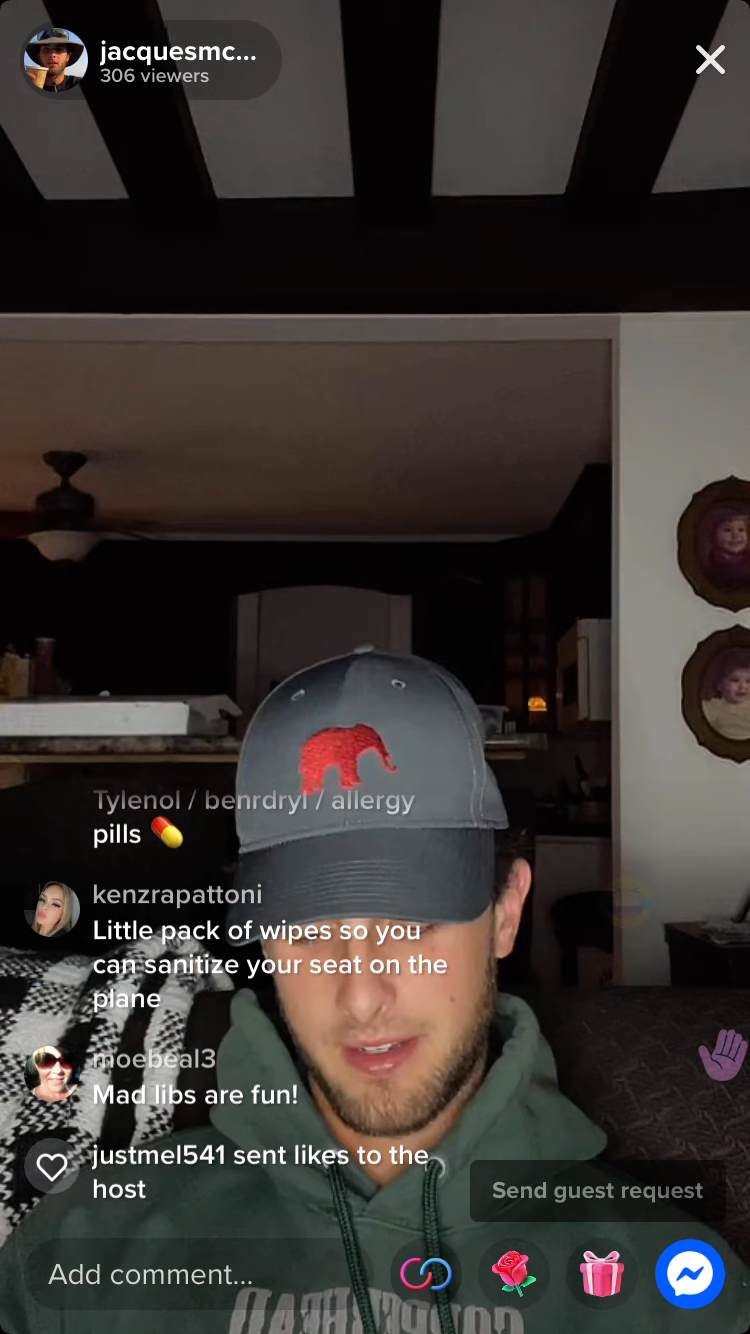 jacquesmc...
306 viewers
Tylenol / benrdryl / allergy
pills
kenzrapattoni
Little pack of wipes so you
can sanitize your seat on the
plane
moebeal3
Mad libs are fun!
justmel541 sent likes to the
host
Send guest request
Add comment...